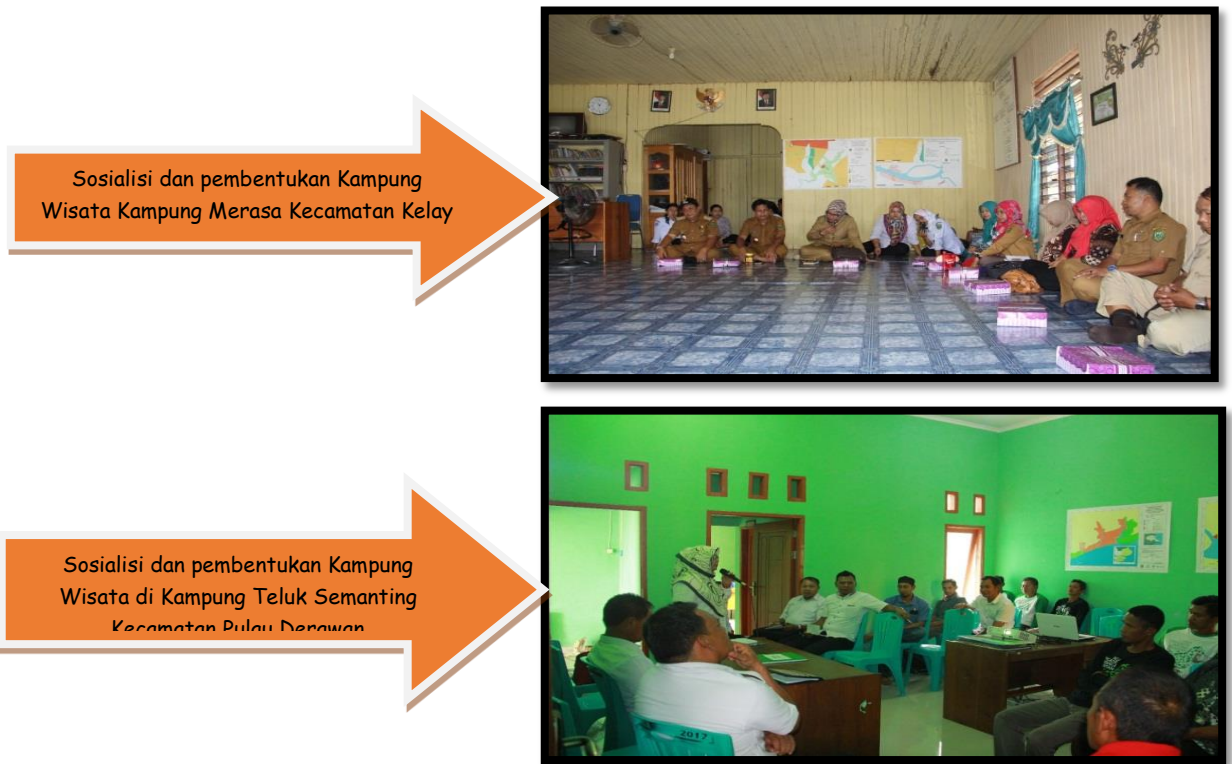 Sosialisi dan pembentukan Kampung
Wisata Kampung Merasa Kecamatan Kelay
Sosialisi dan pembentukan Kampung
Wisata di Kampung Teluk Semanting
Kecamatan Pulau Derawan
2017